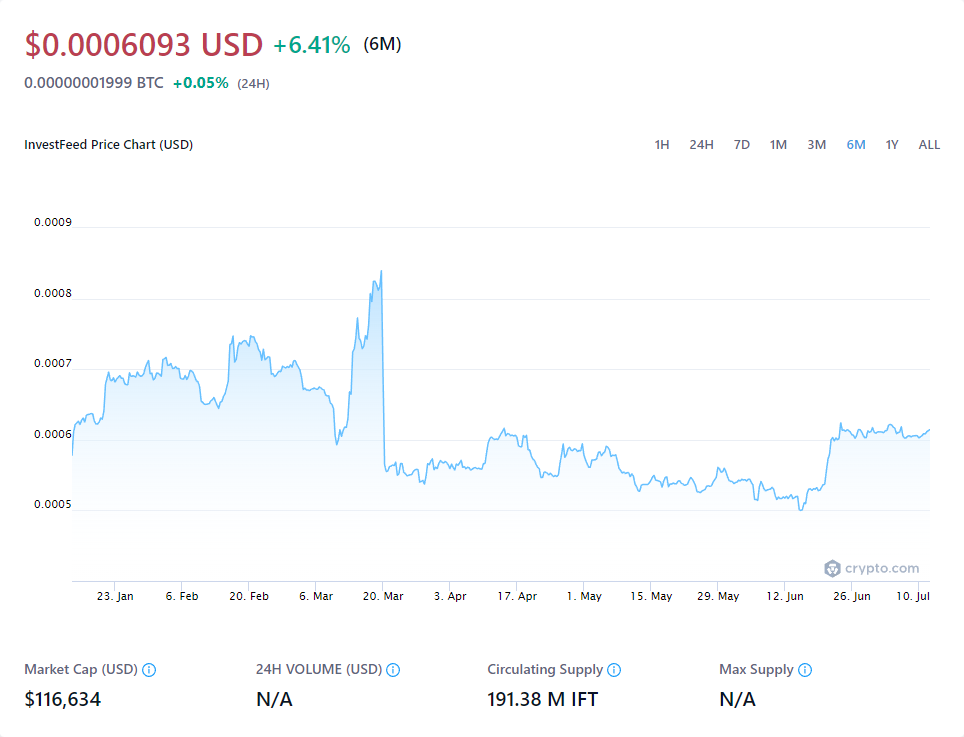 $0.0006093 USD +6.41% (6M)
0.00000001999 BTC +0.05% (24H)
InvestFeed Price Chart (USD) 1H 24H 7D 1M 3M 6M 1Y ALL
0.0009
0.0008
0.0007
0.0006
0.0005
crypto.com
23. Jan 6. Feb 20. Feb 6. Mar 20. Mar 3. Apr 17. Apr 1. May 15. May 29. May 12. Jun 26. Jun 10. Jul
Market Cap (USD) 24H VOLUME (USD) Circulating Supply Max Supply
$116,634 N/A 191.38 M IFT N/A